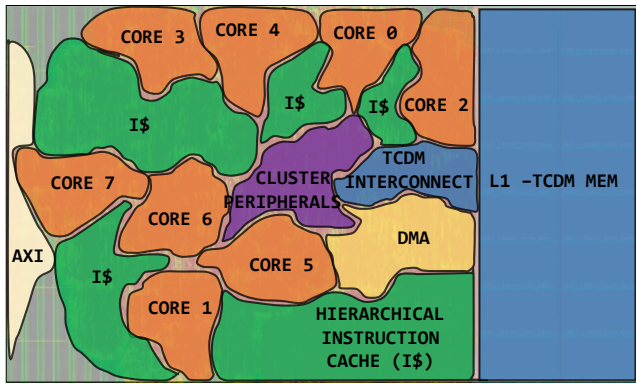 CORE 3
CORE 4
CORE 0
CORE 2
I$
I$
I$
TCDM
INTERCONNECT
L1 –TCDM MEM
CLUSTER
PERIPHERALS
CORE 7
CORE 6
DMA
AXI
I$
CORE 5
CORE 1
HIERARCHICAL
INSTRUCTION
CACHE (I$)